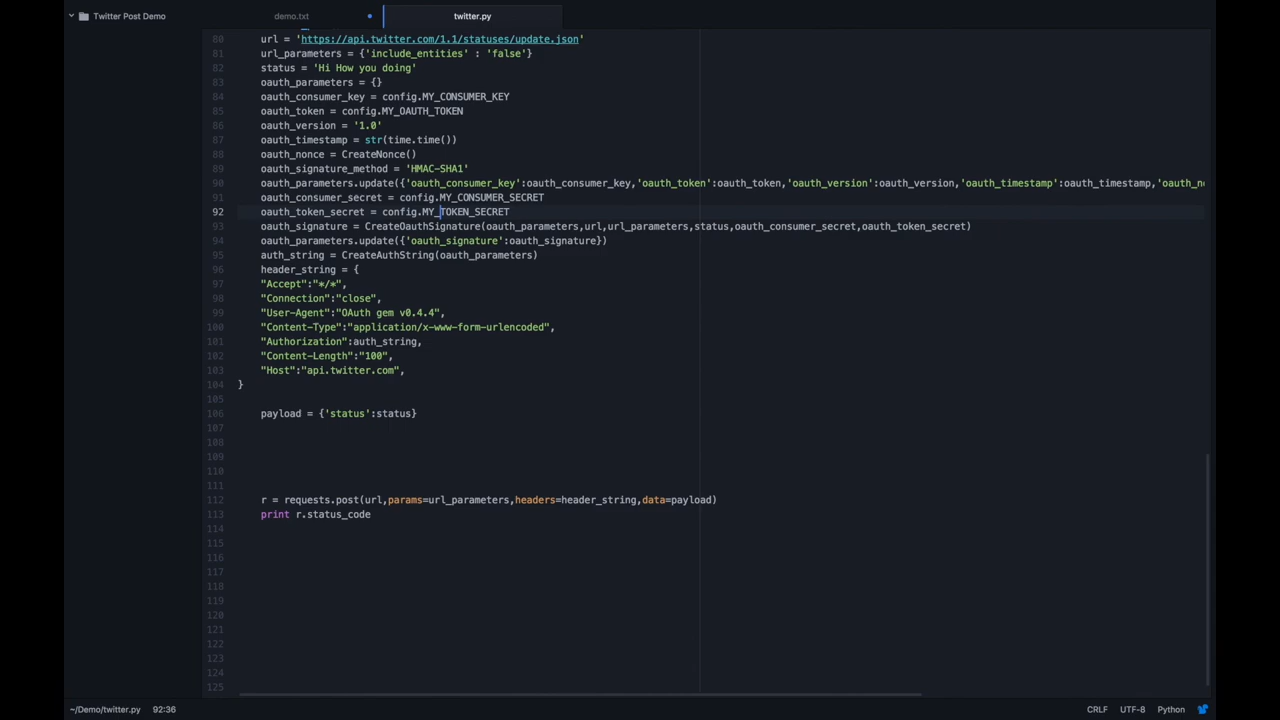 Twitter Post Demo
demo.txt
twitter.py
80 url = 'https://api.twitter.com/1.1/statuses/update.json'
81 url_parameters = {'include_entities' : 'false'}
82 status = 'Hi How you doing'
83 oauth_parameters = {}
84 oauth_consumer_key = config.MY_CONSUMER_KEY
85 oauth_token = config.MY_OAUTH_TOKEN
86 oauth_version = '1.0'
87 oauth_timestamp = str(time.time())
88 oauth_nonce = CreateNonce()
89 oauth_signature_method = 'HMAC-SHA1'
90 oauth_parameters.update({'oauth_consumer_key':oauth_consumer_key,'oauth_token':oauth_token,'oauth_version':oauth_version,'oauth_timestamp':oauth_timestamp,'oauth_n
91 oauth_consumer_secret = config.MY_CONSUMER_SECRET
92 oauth_token_secret = config.MY_TOKEN_SECRET
93 oauth_signature = CreateOauthSignature(oauth_parameters,url,url_parameters,status,oauth_consumer_secret,oauth_token_secret)
94 oauth_parameters.update({'oauth_signature':oauth_signature})
95 auth_string = CreateAuthString(oauth_parameters)
96 header_string = {
97 "Accept":"*/*",
98 "Connection":"close",
99 "User-Agent":"OAuth gem v0.4.4",
100 "Content-Type":"application/x-www-form-urlencoded",
101 "Authorization":auth_string,
102 "Content-Length":"100",
103 "Host":"api.twitter.com",
104 }
105
106 payload = {'status':status}
107
108
109
110
111
112 r = requests.post(url,params=url_parameters,headers=header_string,data=payload)
113 print r.status_code
114
115
116
117
118
119
120
121
122
123
124
125
~/Demo/twitter.py 92:36 CRLF UTF-8 Python